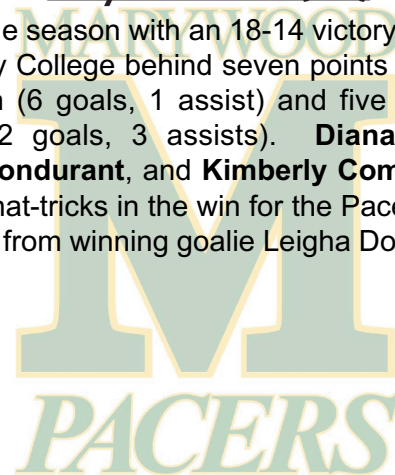 MARYWOOD
e season with an 18-14 victory
y College behind seven points
(6 goals, 1 assist) and five
2 goals, 3 assists). Diana
ondurant, and Kimberly Com
hat-tricks in the win for the Pace
from winning goalie Leigha Do
M
PACERS